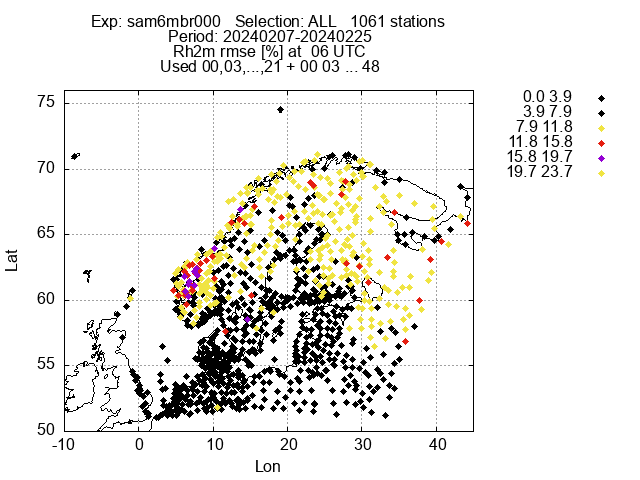 Exp: sam6mbr000 Selection: ALL 1061 stations
Period: 20240207-20240225
Rh2m rmse [%] at 06 UTC
Used 00,03,...,21 + 00 03 ... 48
0.0 3.9
3.9 7.9
7.9 11.8
11.8 15.8
15.8 19.7
19.7 23.7
75
70
65
60
55
50
Lat
-10 0 10 20 30 40
Lon